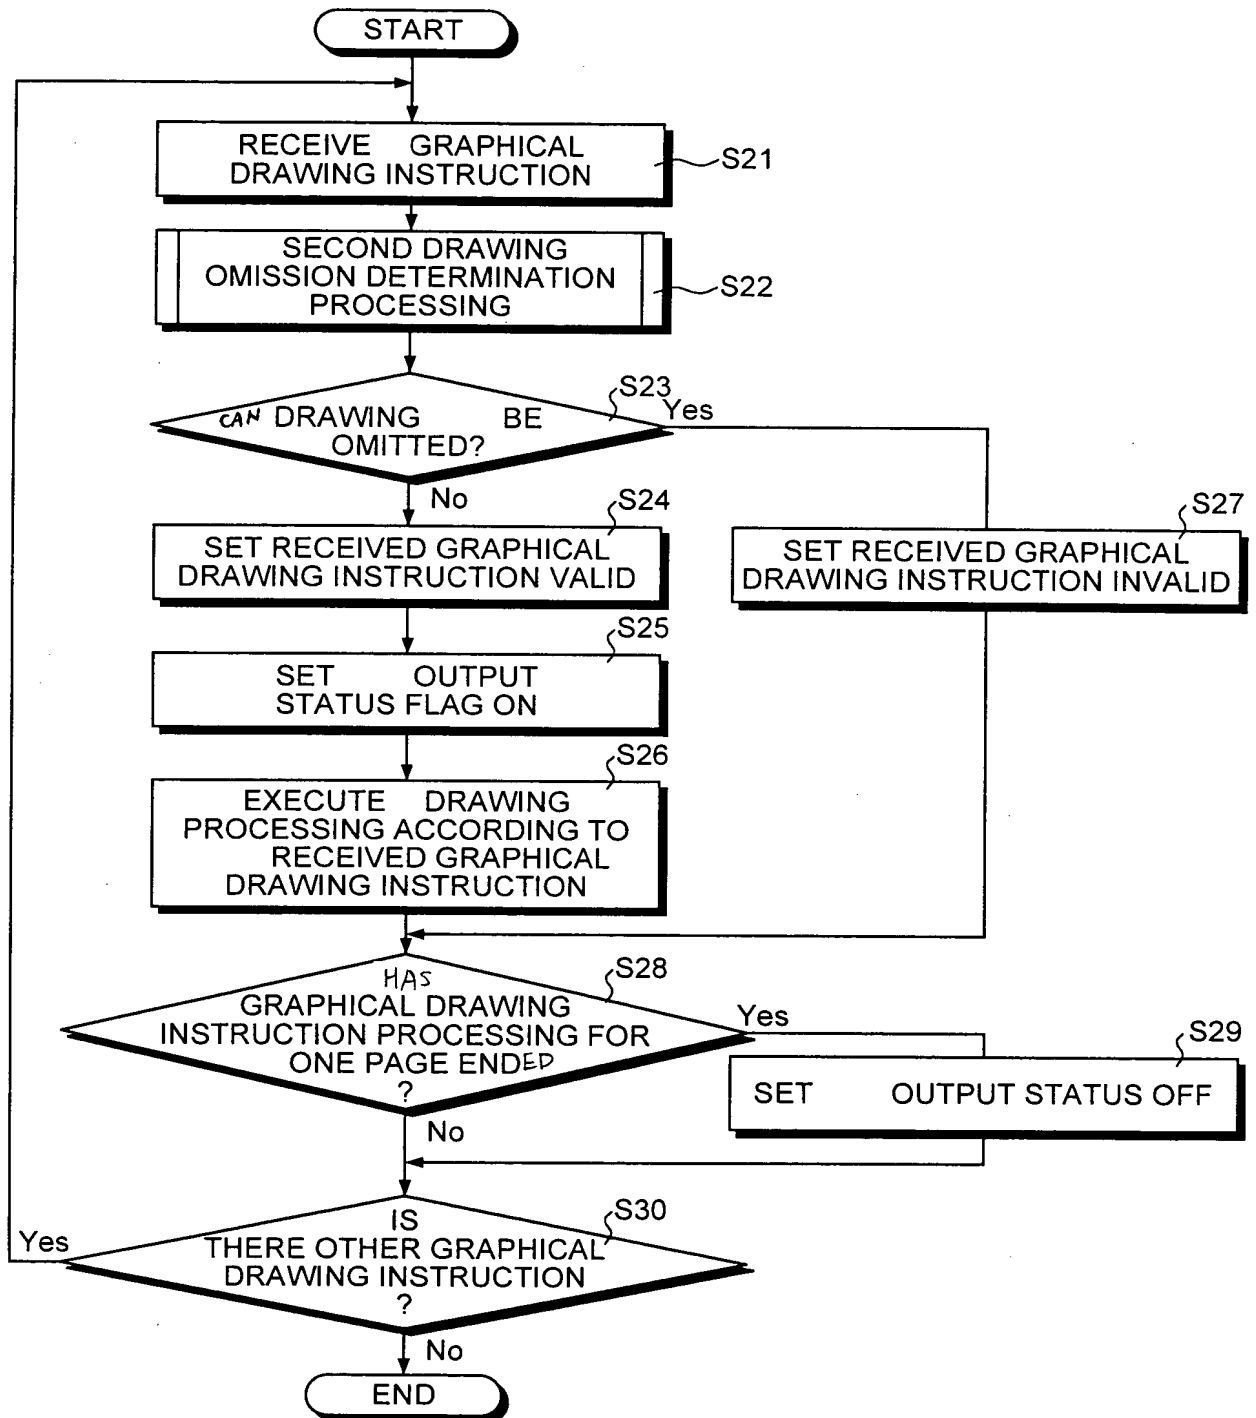 START
RECEIVE GRAPHICAL
DRAWING INSTRUCTION
S21
SECOND DRAWING
OMISSION DETERMINATION
PROCESSING
S22
S23
CAN DRAWING BE
OMITTED?
Yes
No
S24
SET RECEIVED GRAPHICAL
DRAWING INSTRUCTION VALID
S27
SET RECEIVED GRAPHICAL
DRAWING INSTRUCTION INVALID
S25
SET OUTPUT
STATUS FLAG ON
S26
EXECUTE DRAWING
PROCESSING ACCORDING TO
RECEIVED GRAPHICAL
DRAWING INSTRUCTION
S28
HAS
GRAPHICAL DRAWING
INSTRUCTION PROCESSING FOR
ONE PAGE ENDED
?
Yes
No
S29
SET OUTPUT STATUS OFF
S30
IS
THERE OTHER GRAPHICAL
DRAWING INSTRUCTION
?
Yes
No
END